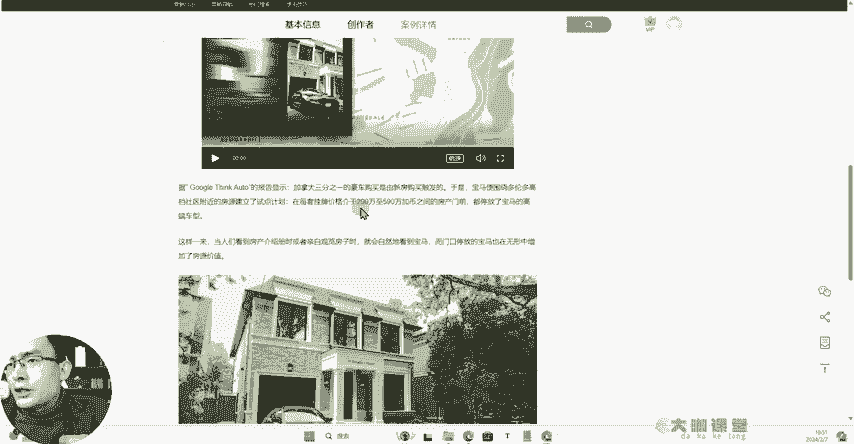 基本信息 创作者 案例详情
VIP
00:00
据“Google Think Auto”的报告显示：加拿大三分之一的豪车购买是由新房购买触发的。于是，宝马便围绕多伦多高
档社区附近的房源建立了试点计划：在每套挂牌价格介于200万至500万加币之间的房产门前，都停放了宝马的高
端车型。
这样一来，当人们看到房产介绍册时或者亲自观览房子时，就会自然地看到宝马，而门口停放的宝马也在无形中增
加了房源价值。
搜索
大咖课堂
da ka ke tang
10:51
2024/2/7